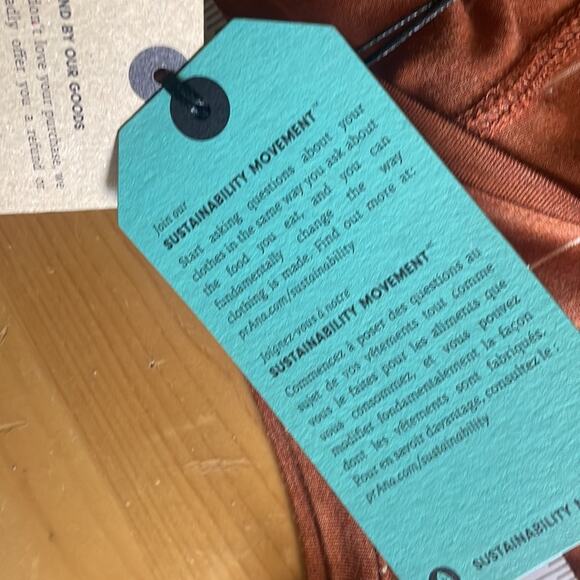 ND BY OUR GOODS
don't love your purchase, we
adly offer you a refund or
Join our
SUSTAINABILITY MOVEMENT™
Start asking questions about your
clothes in the same way you ask about
the food you eat, and you can
fundamentally change the way
clothing is made. Find out more at:
prAna.com/sustainability
Joignez-vous à notre
SUSTAINABILITY MOVEMENT
Commencez à poser des questions au
sujet de vos vêtements tout comme
vous le faites pour les aliments que
vous consommez, et vous pouvez
modifier fondamentalement la façon
dont les vêtements sont fabriqués.
Pour en savoir davantage, consultez le :
prAna.com/sustainability
SUSTAINABILITY M